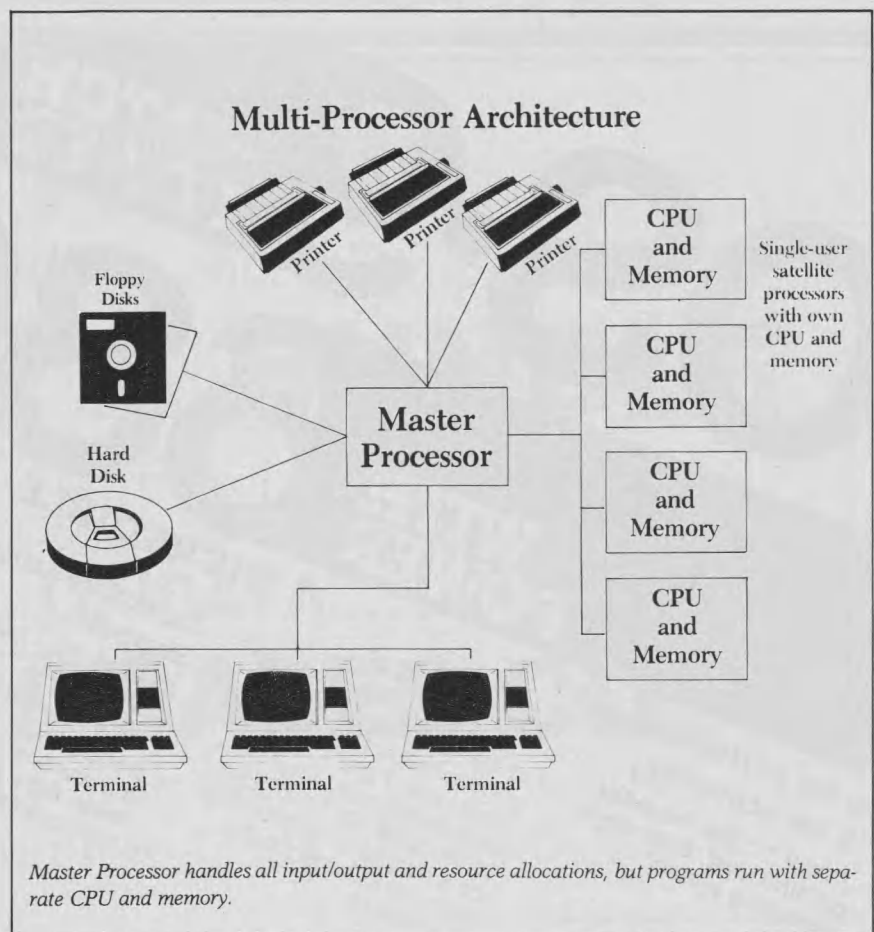 Multi-Processor Architecture
Printer
Printer
Printer
Floppy
Disks
Hard
Disk
Master
Processor
CPU
and
Memory
CPU
and
Memory
CPU
and
Memory
CPU
and
Memory
Single-user
satellite
processors
with own
CPU and
memory
Terminal
Terminal
Terminal
Master Processor handles all input/output and resource allocations, but programs run with sepa-
rate CPU and memory.